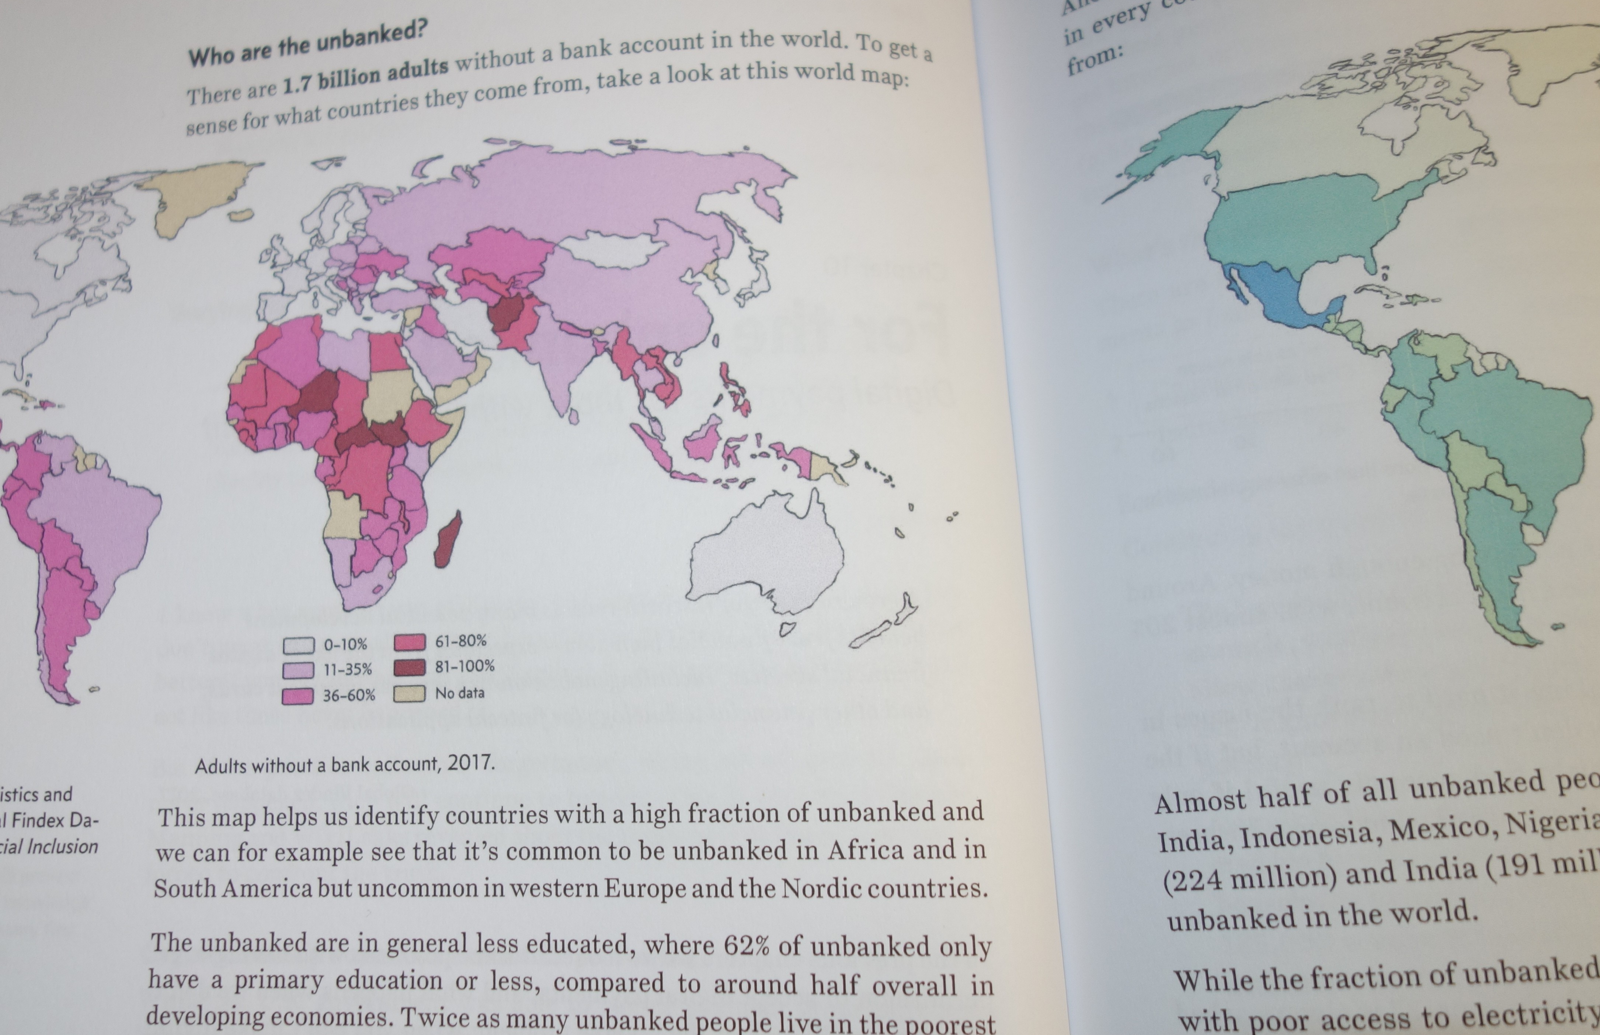 Who are the unbanked?
There are 1.7 billion adults without a bank account in the world. To get a
sense for what countries they come from, take a look at this world map:
0–10%
11–35%
36–60%
61–80%
81–100%
No data
Adults without a bank account, 2017.
istics and
l Findex Da-
cial Inclusion
This map helps us identify countries with a high fraction of unbanked and
we can for example see that it's common to be unbanked in Africa and in
South America but uncommon in western Europe and the Nordic countries.
The unbanked are in general less educated, where 62% of unbanked only
have a primary education or less, compared to around half overall in
developing economies. Twice as many unbanked people live in the poorest
in every
from:
Almost half of all unbanked peo
India, Indonesia, Mexico, Nigeria
(224 million) and India (191 mil
unbanked in the world.
While the fraction of unbanked
with poor access to electricity